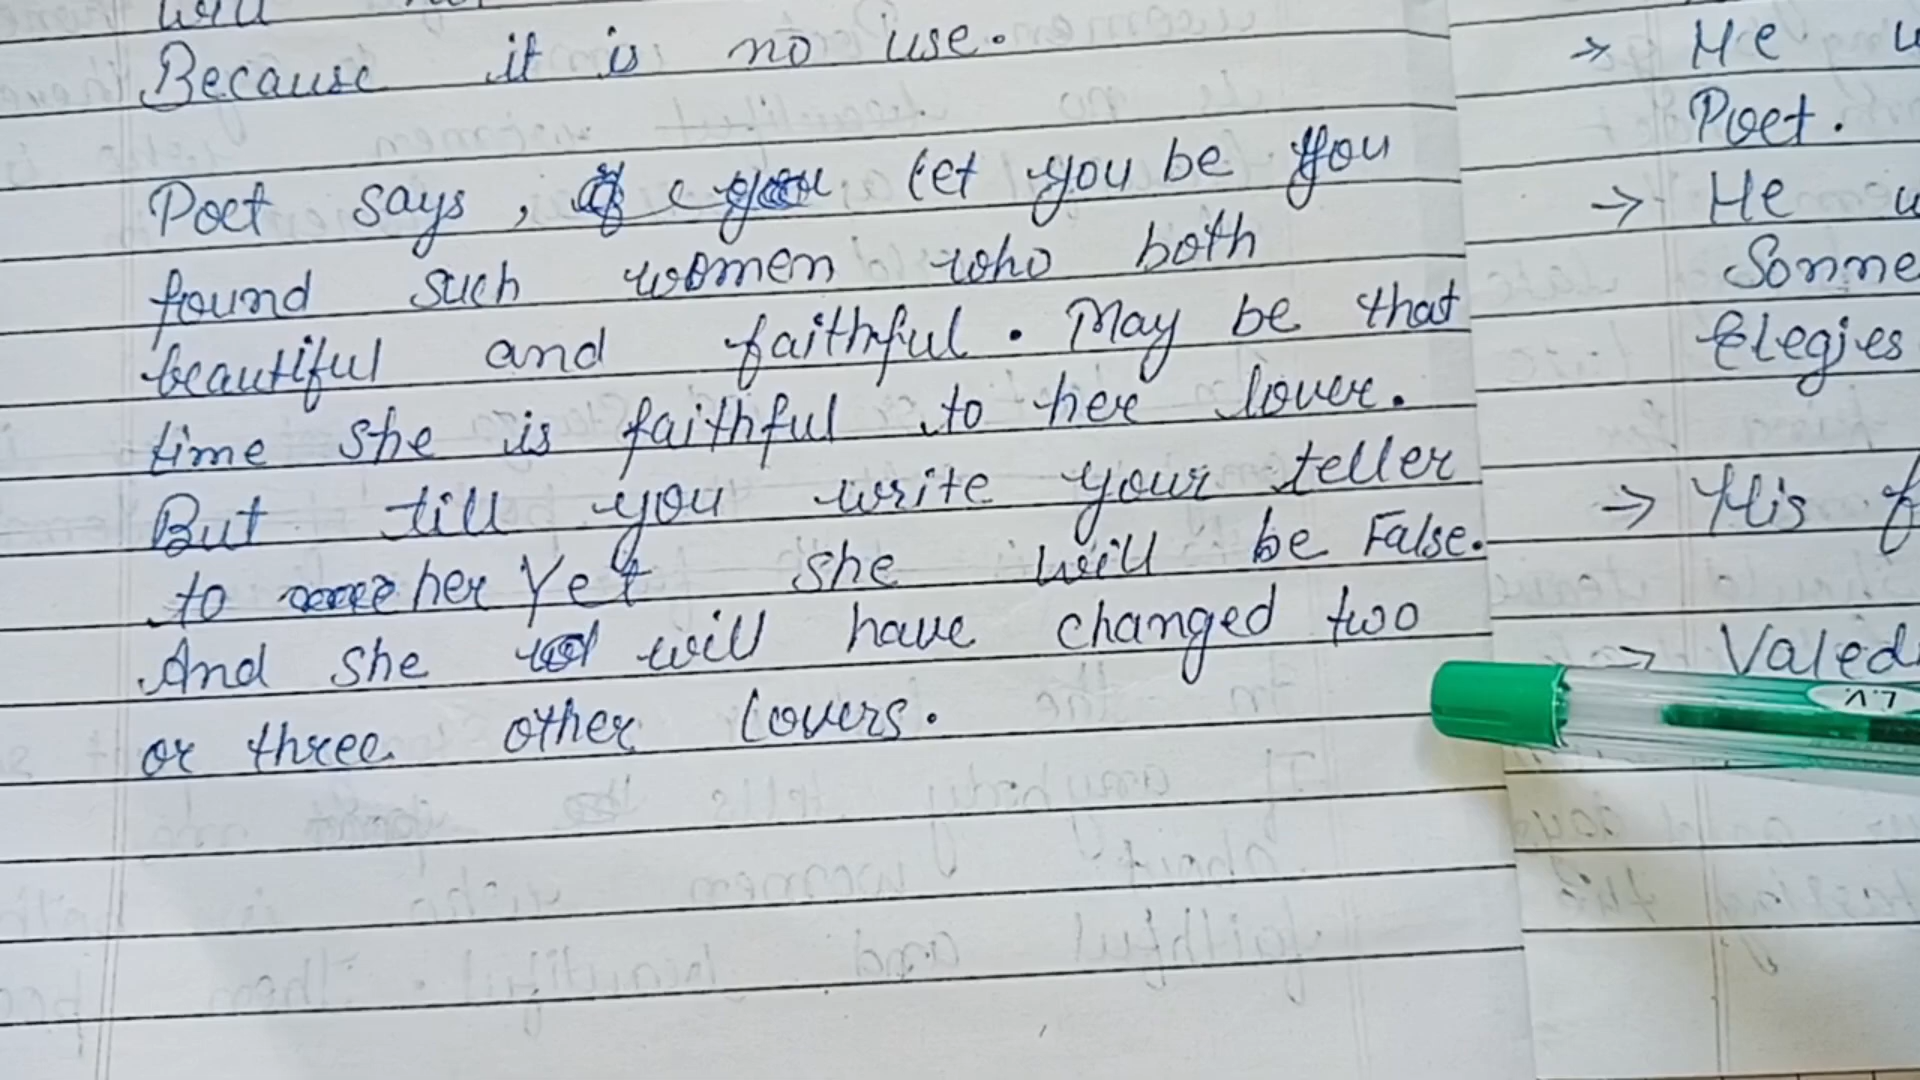 Because it is no use.
Poet says, let you be you
found such women who both
beautiful and faithful. May be that
time she is faithful to her lover.
But till you write your teller
to her Yet she will be False.
And she will have changed two
or three other lovers.
→ He
Poet.
→ He
Sonne
Elegies
→ His f
→ Valed